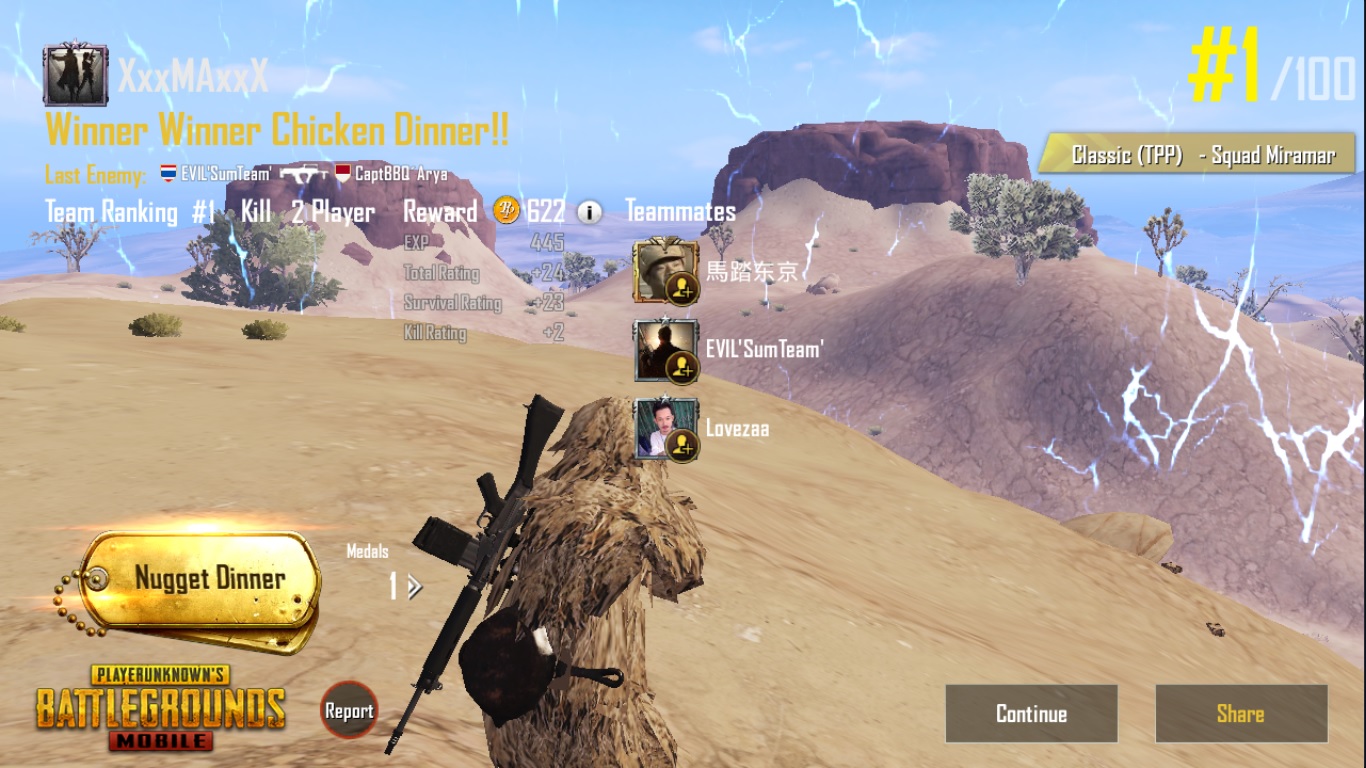 XxxMAxxX
#1/100
Winner Winner Chicken Dinner!!
Classic (TPP) - Squad Miramar
Last Enemy: EVIL'SumTeam' CaptBBQ¨Arya
Team Ranking #1 Kill 2 Player Reward BP 622 i Teammates
EXP 445
Total Rating +24
Survival Rating +23
Kill Rating +2
馬踏东京
EVIL'SumTeam'
Lovezaa
Nugget Dinner
Medals
1
PLAYERUNKNOWN'S
BATTLEGROUNDS
MOBILE
Report
Continue
Share